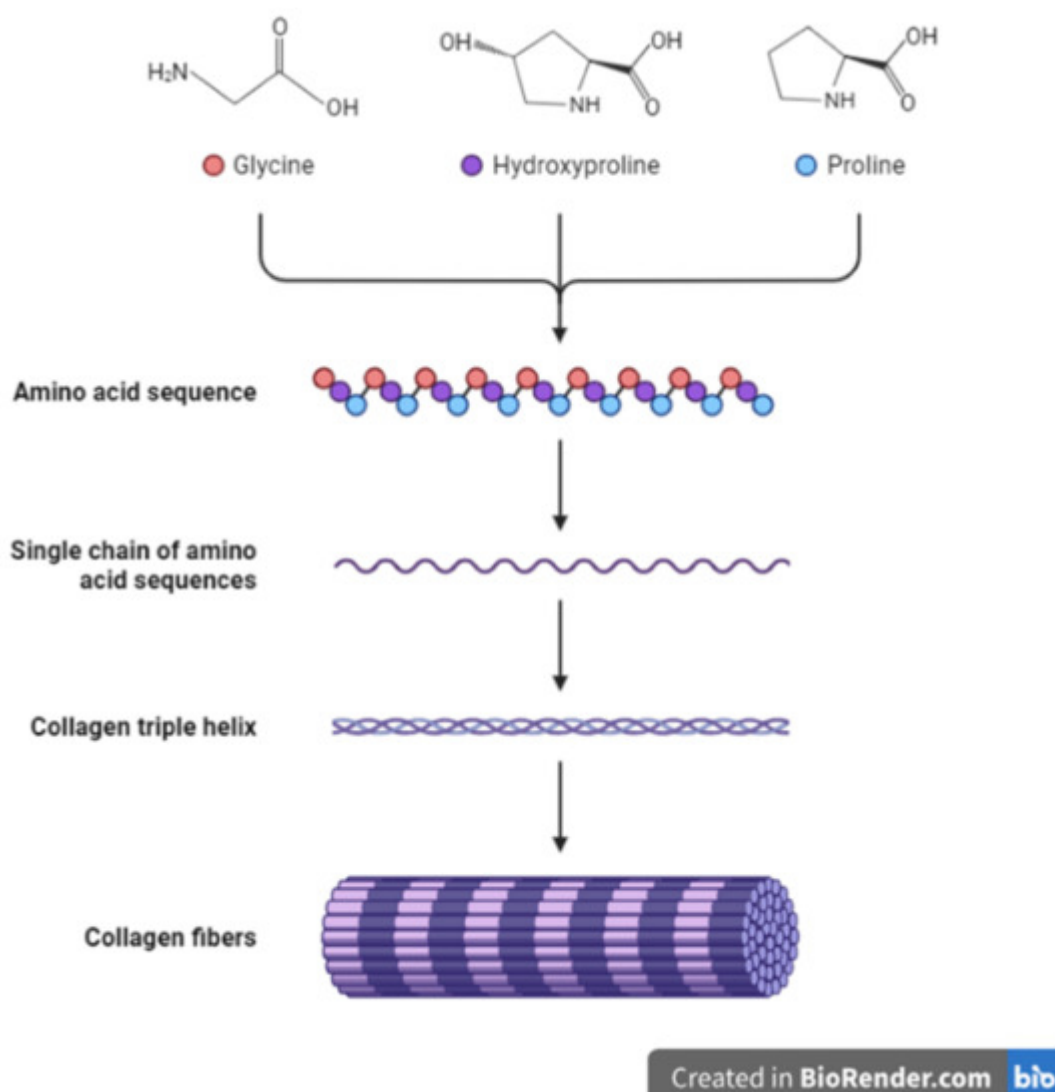 O
H₂N
OH
OH
OH
NH
O
OH
NH
O
Glycine
Hydroxyproline
Proline
Amino acid sequence
Single chain of amino
acid sequences
Collagen triple helix
Collagen fibers
Created in BioRender.com
bio